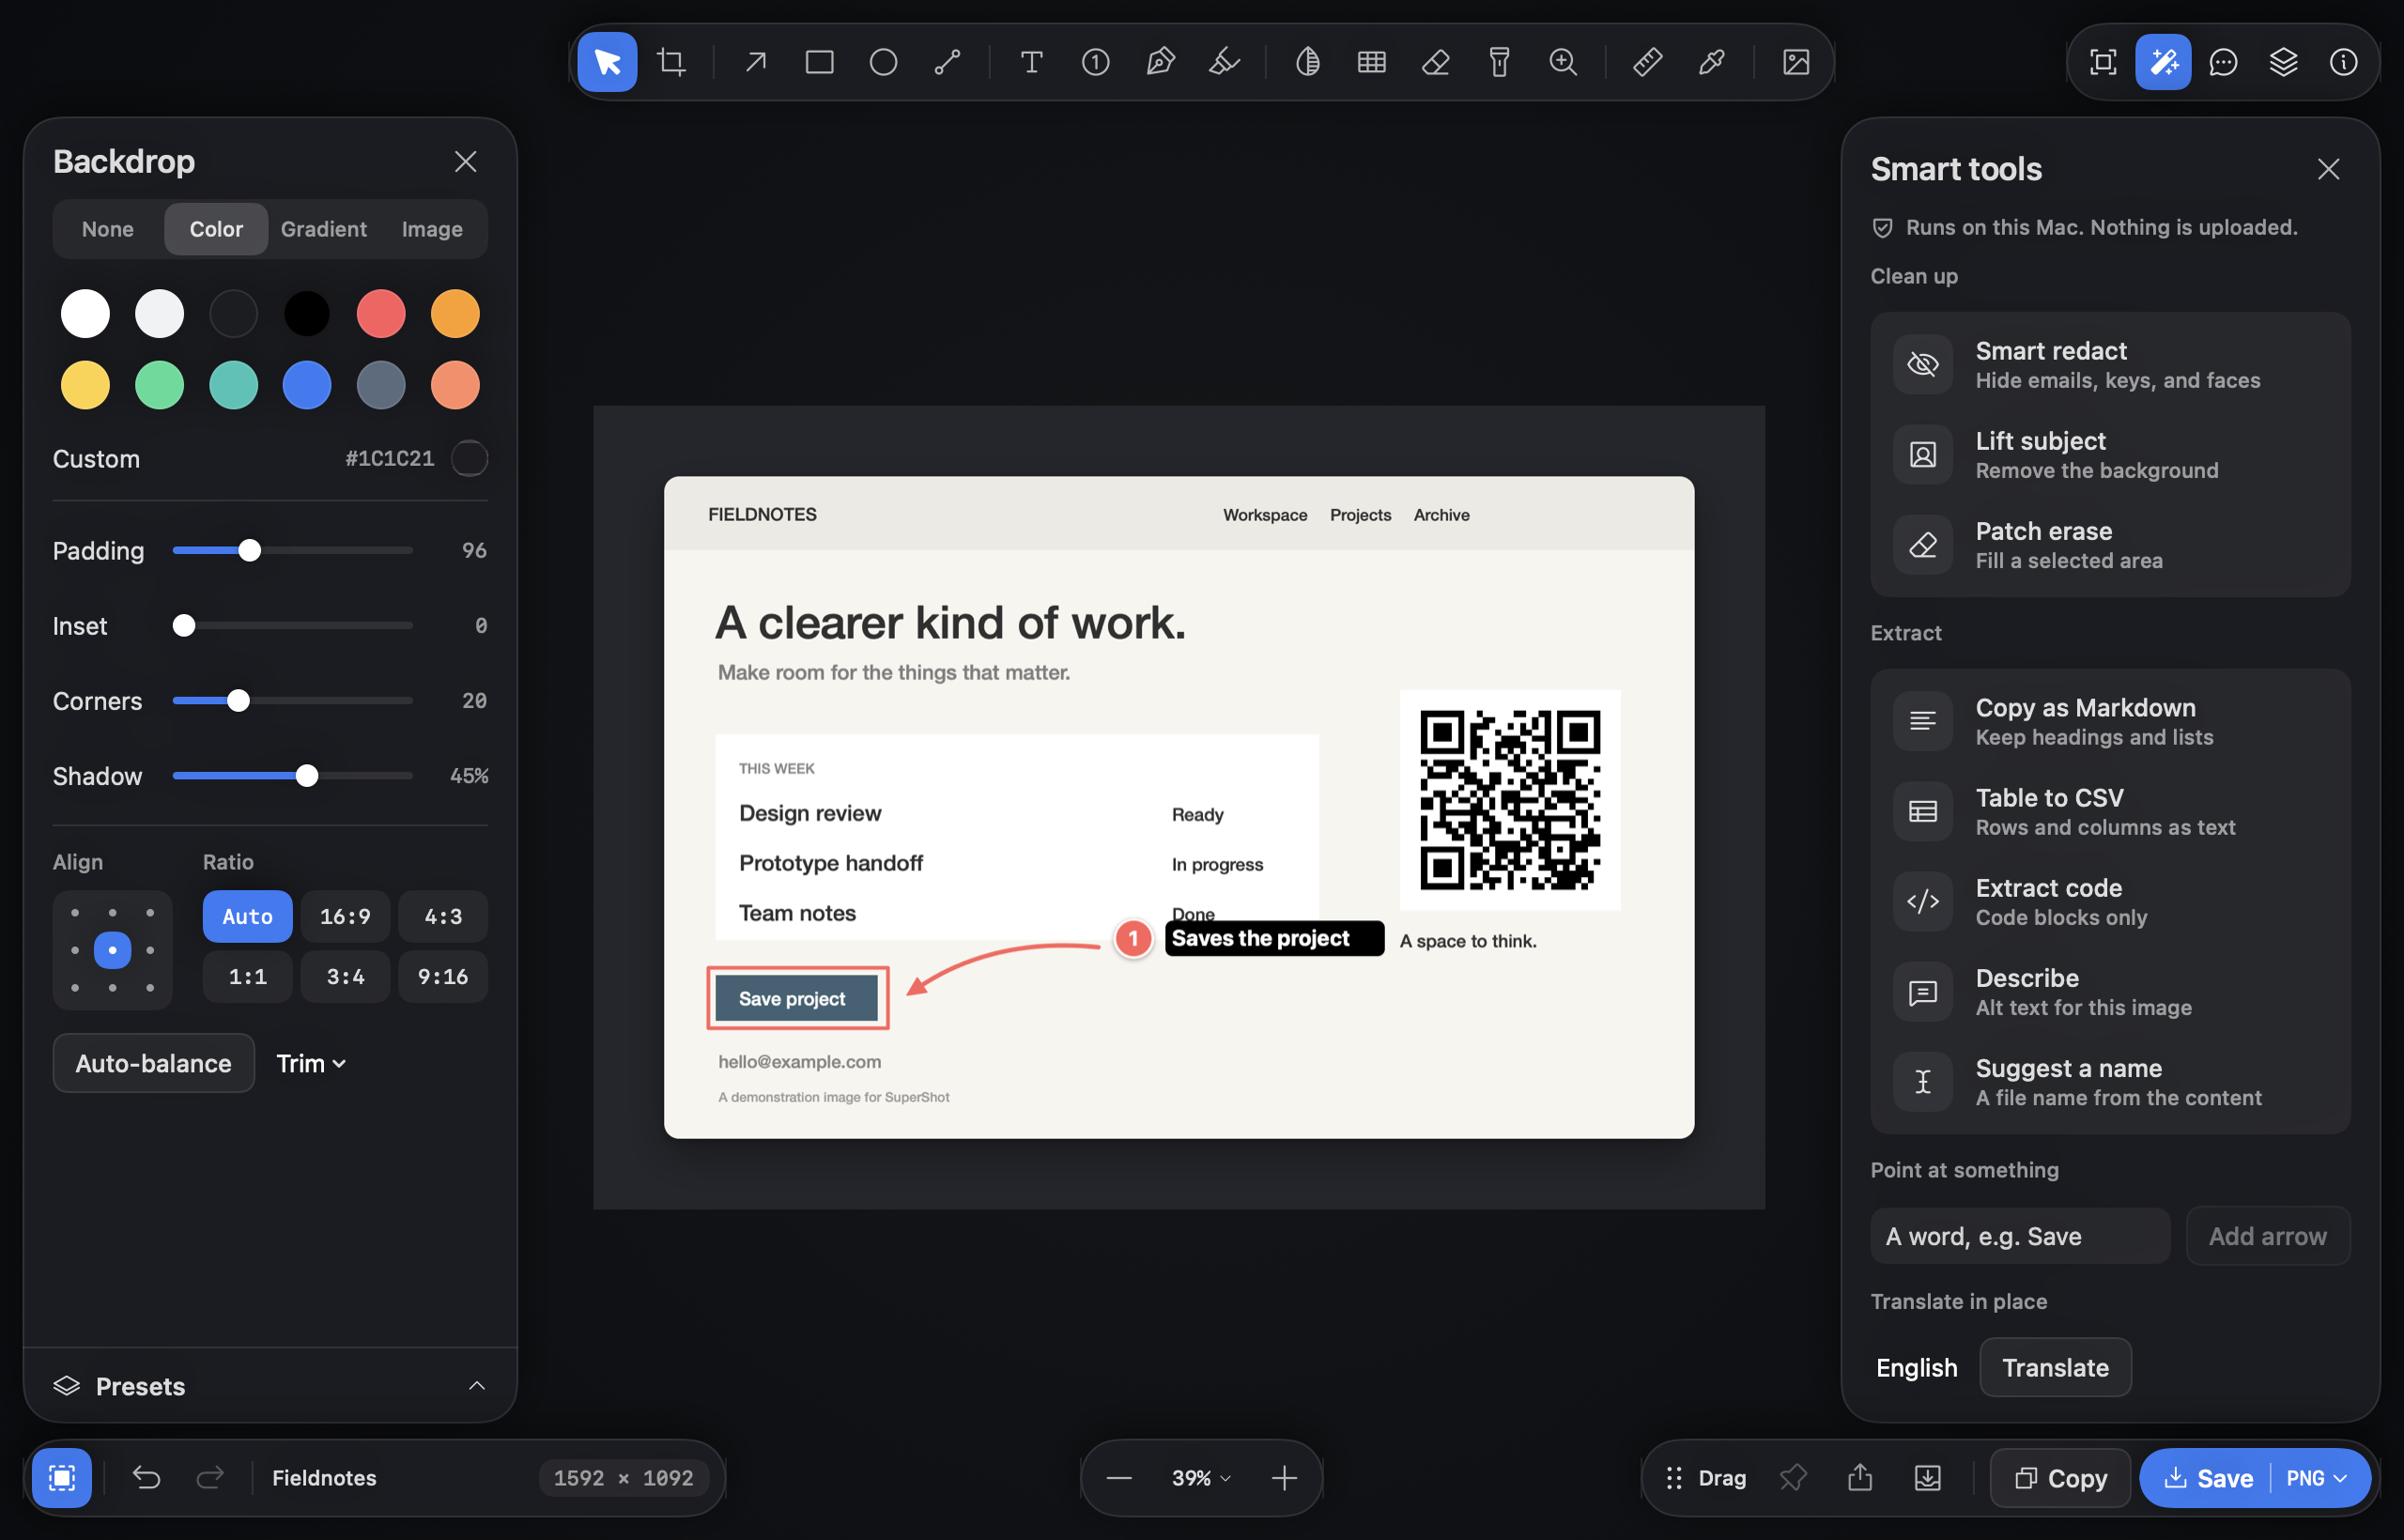 Backdrop
None Color Gradient Image
Custom #1C1C21
Padding 96
Inset 0
Corners 20
Shadow 45%
Align Ratio
Auto 16:9 4:3
1:1 3:4 9:16
Auto-balance Trim
Presets
1
FIELDNOTES Workspace Projects Archive
A clearer kind of work.
Make room for the things that matter.
THIS WEEK
Design review Ready
Prototype handoff In progress
Team notes Done
1 Saves the project
A space to think.
Save project
hello@example.com
A demonstration image for SuperShot
Smart tools
Runs on this Mac. Nothing is uploaded.
Clean up
Smart redact
Hide emails, keys, and faces
Lift subject
Remove the background
Patch erase
Fill a selected area
Extract
Copy as Markdown
Keep headings and lists
Table to CSV
Rows and columns as text
Extract code
Code blocks only
Describe
Alt text for this image
Suggest a name
A file name from the content
Point at something
A word, e.g. Save Add arrow
Translate in place
English Translate
Fieldnotes 1592 × 1092
39%
Drag Copy Save PNG